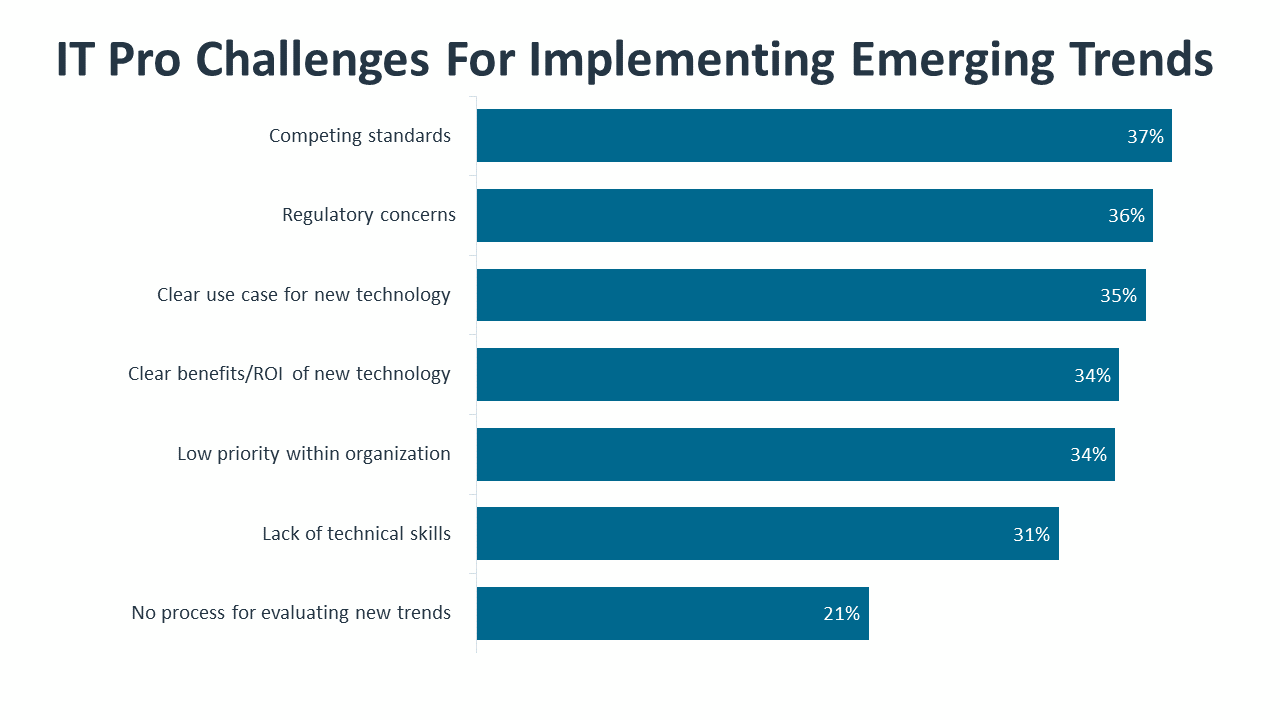 IT Pro Challenges For Implementing Emerging Trends
Competing standards 37%
Regulatory concerns 36%
Clear use case for new technology 35%
Clear benefits/ROI of new technology 34%
Low priority within organization 34%
Lack of technical skills 31%
No process for evaluating new trends 21%